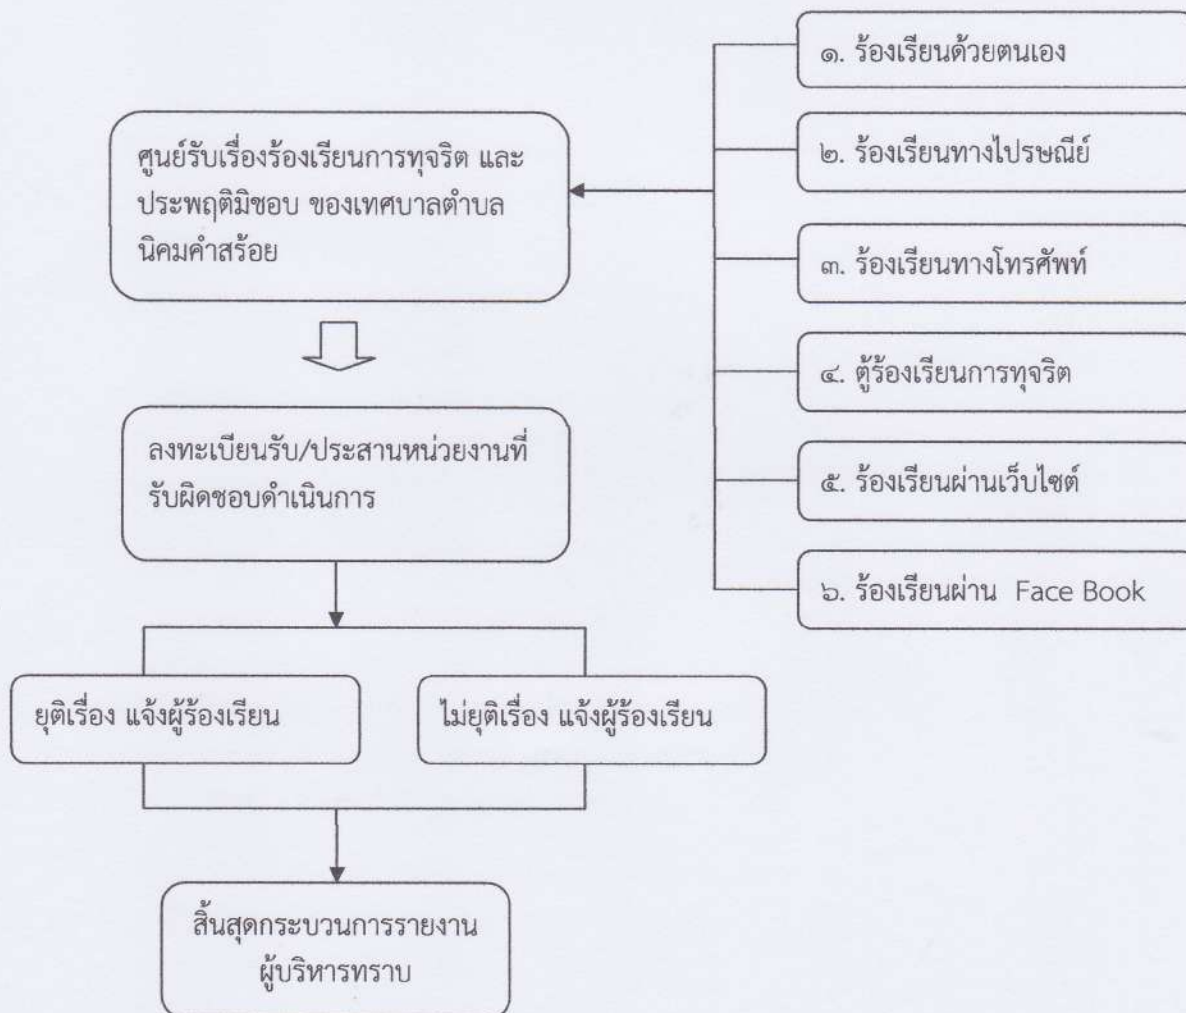 ๑. ร้องเรียนด้วยตนเอง
๒. ร้องเรียนทางไปรษณีย์
๓. ร้องเรียนทางโทรศัพท์
๔. ตู้ร้องเรียนการทุจริต
๕. ร้องเรียนผ่านเว็บไซต์
๖. ร้องเรียนผ่าน Face Book
ศูนย์รับเรื่องร้องเรียนการทุจริต และ
ประพฤติมิชอบ ของเทศบาลตำบล
นิคมคำสร้อย
ลงทะเบียนรับ/ประสานหน่วยงานที่
รับผิดชอบดำเนินการ
ยุติเรื่อง แจ้งผู้ร้องเรียน
ไม่ยุติเรื่อง แจ้งผู้ร้องเรียน
สิ้นสุดกระบวนการรายงาน
ผู้บริหารทราบ